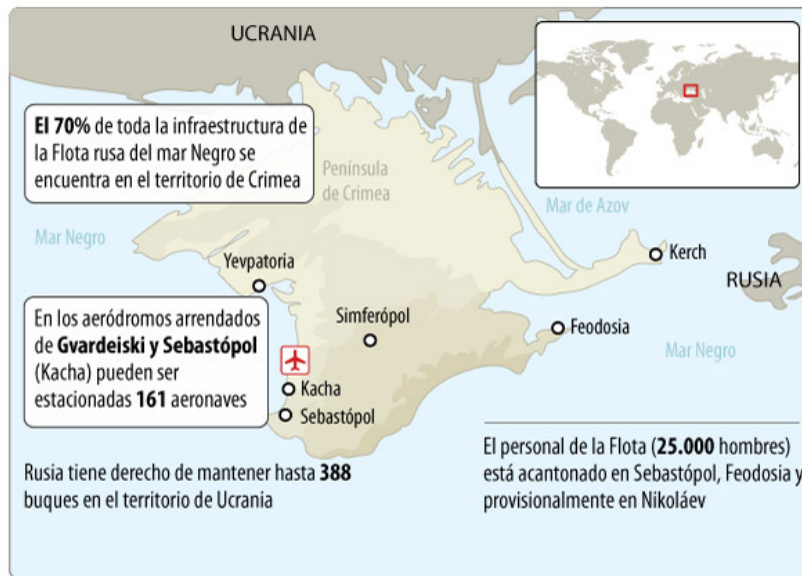 UCRANIA
El 70% de toda la infraestructura de
la Flota rusa del mar Negro se
encuentra en el territorio de Crimea
Península
de Crimea
Mar de Azov
Mar Negro
Yevpatoria
Kerch
RUSIA
En los aeródromos arrendados
de Gvardeiski y Sebastópol
(Kacha) pueden ser
estacionadas 161 aeronaves
Simferópol
Feodosia
Mar Negro
Kacha
Sebastópol
Rusia tiene derecho de mantener hasta 388
buques en el territorio de Ucrania
El personal de la Flota (25.000 hombres)
está acantonado en Sebastópol, Feodosia y
provisionalmente en Nikoláev